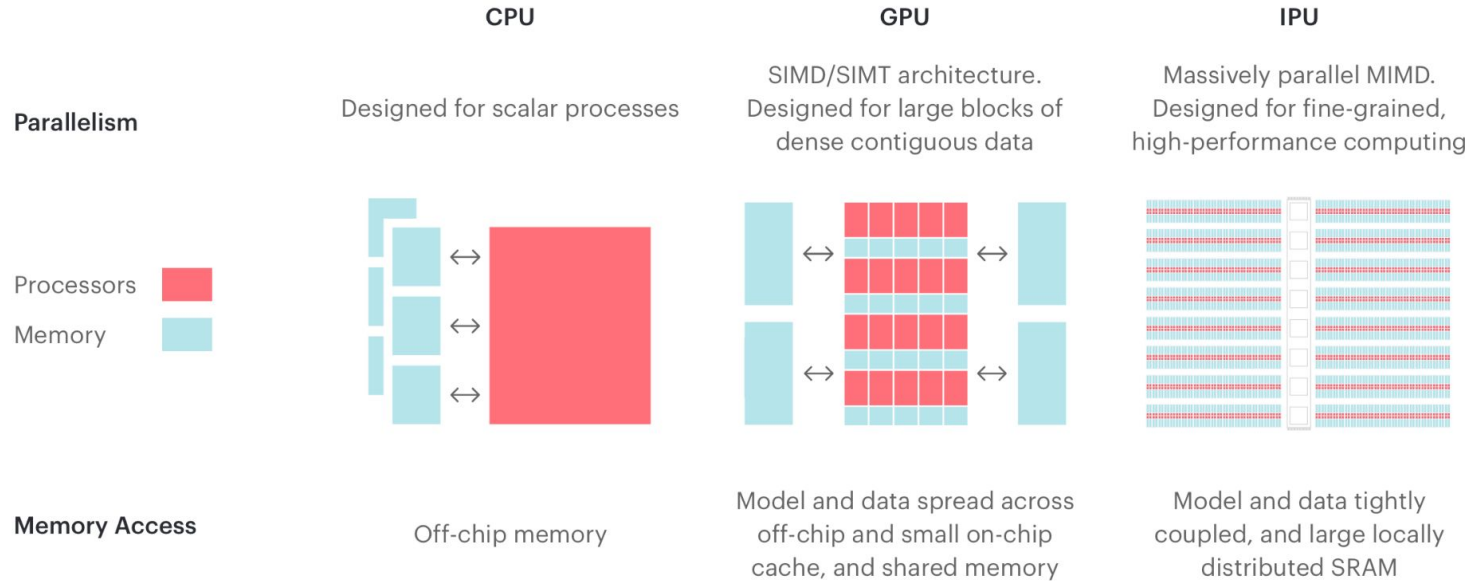 CPU
GPU
IPU
Parallelism
Designed for scalar processes
SIMD/SIMT architecture.
Designed for large blocks of
dense contiguous data
Massively parallel MIMD.
Designed for fine-grained,
high-performance computing
Processors
Memory
Memory Access
Off-chip memory
Model and data spread across
off-chip and small on-chip
cache, and shared memory
Model and data tightly
coupled, and large locally
distributed SRAM